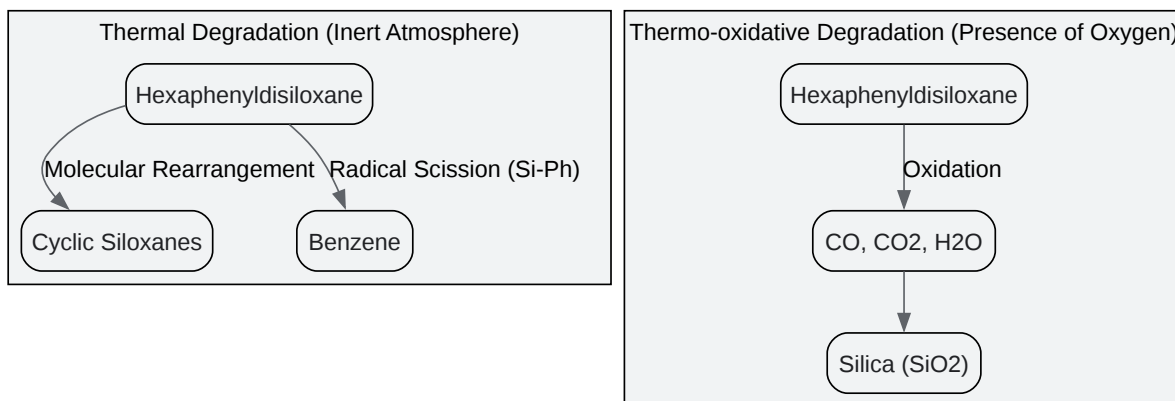 Thermal Degradation (Inert Atmosphere)
Hexaphenyldisiloxane
Molecular Rearrangement
Radical Scission (Si-Ph)
Cyclic Siloxanes
Benzene
Thermo-oxidative Degradation (Presence of Oxygen)
Hexaphenyldisiloxane
Oxidation
CO, CO2, H2O
Silica (SiO2)